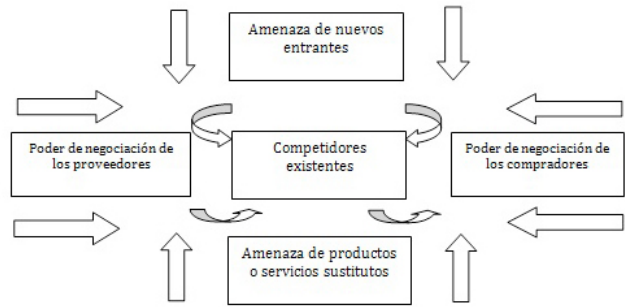 Amenaza de nuevos
entrantes
Poder de negociación de
los proveedores
Competidores
existentes
Poder de negociación de
los compradores
Amenaza de productos
o servicios sustitutos